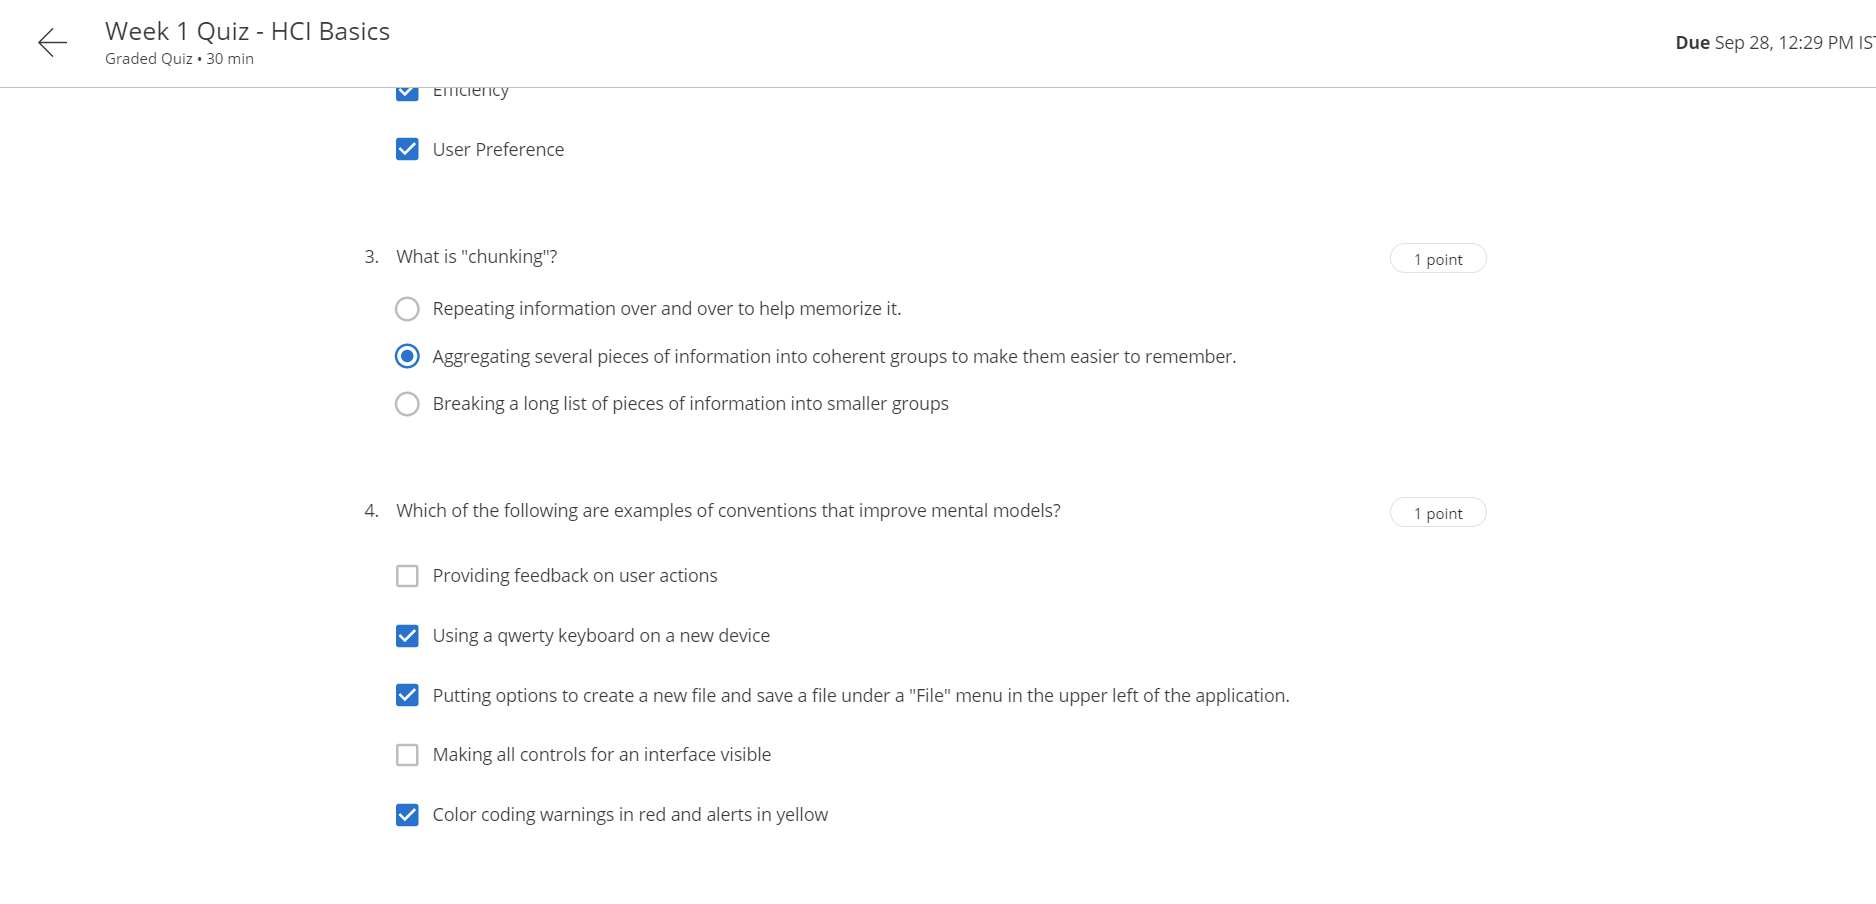 Week 1 Quiz - HCI Basics
Graded Quiz • 30 min
Due Sep 28, 12:29 PM IST
Efficiency
User Preference
3. What is "chunking"?
1 point
Repeating information over and over to help memorize it.
Aggregating several pieces of information into coherent groups to make them easier to remember.
Breaking a long list of pieces of information into smaller groups
4. Which of the following are examples of conventions that improve mental models?
1 point
Providing feedback on user actions
Using a qwerty keyboard on a new device
Putting options to create a new file and save a file under a "File" menu in the upper left of the application.
Making all controls for an interface visible
Color coding warnings in red and alerts in yellow